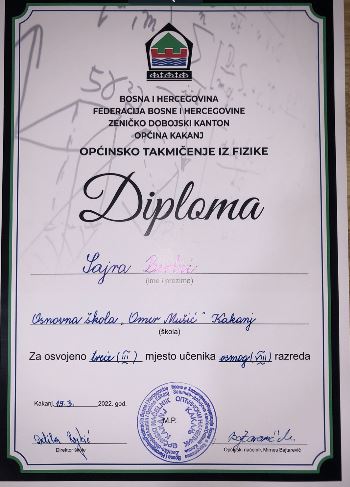 BOSNA I HERCEGOVINA
FEDERACIJA BOSNE I HERCEGOVINE
ZENIČKO DOBOJSKI KANTON
OPĆINA KAKANJ
OPĆINSKO TAKMIČENJE IZ FIZIKE
Diploma
Sajra
(ime i prezime)
Osnovna škola „Omer Mušić" Kakanj
(škola)
Za osvojeno treće (III) mjesto učenika osmog (VIII) razreda
Kakanj, 19.3. 2022. god.
M.P.
Direktor škole